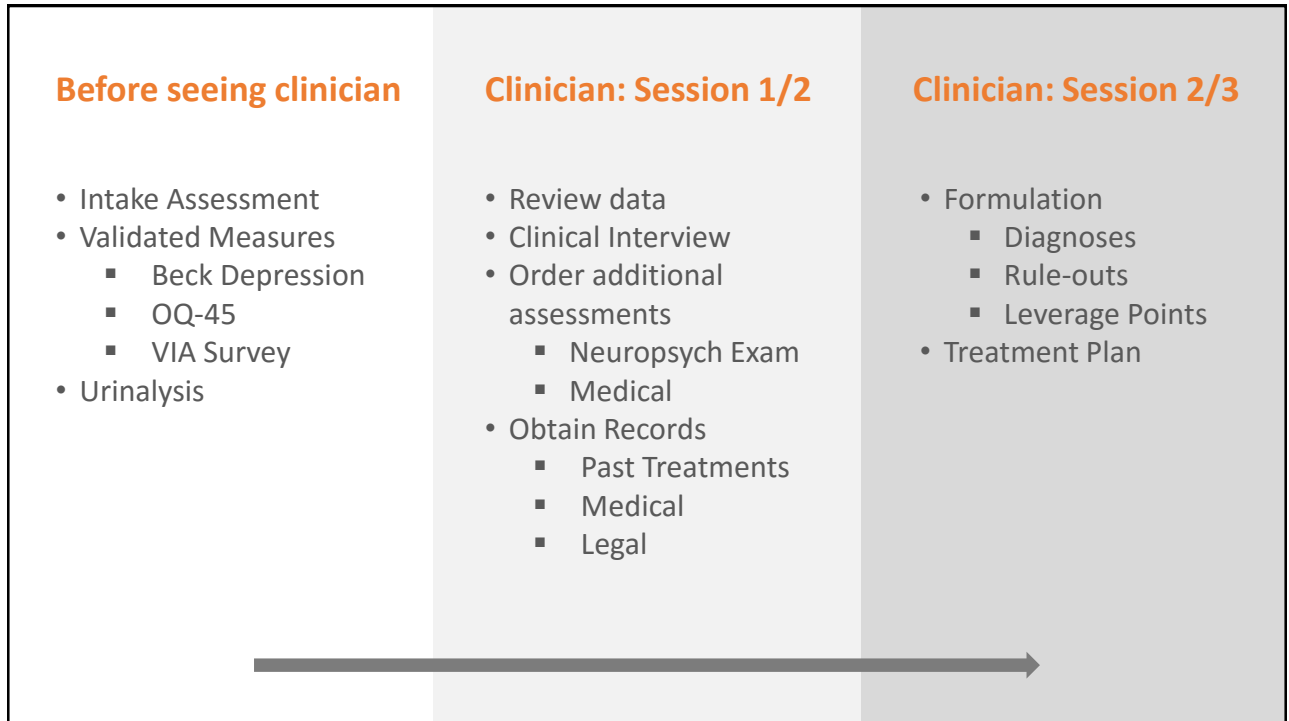 Before seeing clinician
• Intake Assessment
• Validated Measures
▪ Beck Depression
▪ OQ-45
▪ VIA Survey
• Urinalysis
Clinician: Session 1/2
• Review data
• Clinical Interview
• Order additional
assessments
▪ Neuropsych Exam
▪ Medical
• Obtain Records
▪ Past Treatments
▪ Medical
▪ Legal
Clinician: Session 2/3
• Formulation
▪ Diagnoses
▪ Rule-outs
▪ Leverage Points
• Treatment Plan